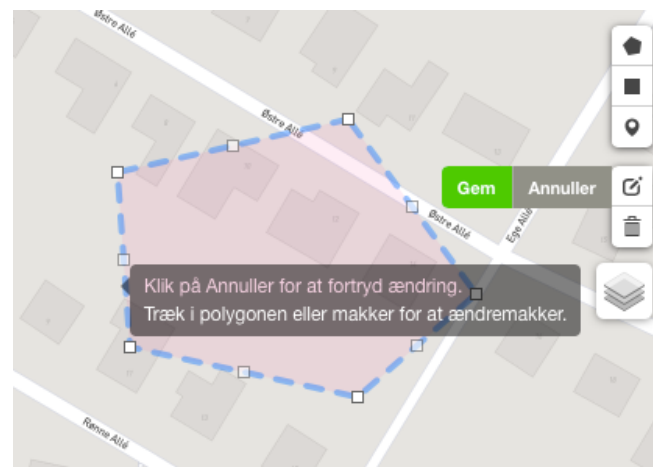 Østre Allé
Østre Allé
Gem
Annuller
Østre Allé
Ege Allé
Klik på Annuller for at fortryd ændring.
Træk i polygonen eller makker for at ændremakker.
Rønne Allé